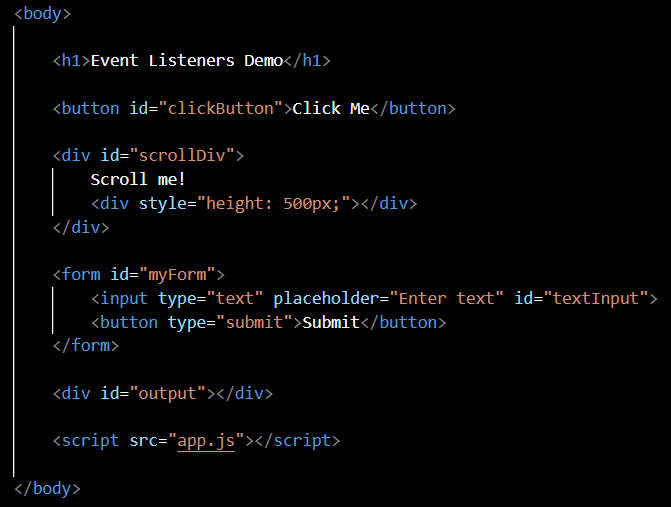 <body>
<h1>Event Listeners Demo</h1>
<button id="clickButton">Click Me</button>
<div id="scrollDiv">
Scroll me!
<div style="height: 500px;"></div>
</div>
<form id="myForm">
<input type="text" placeholder="Enter text" id="textInput">
<button type="submit">Submit</button>
</form>
<div id="output"></div>
<script src="app.js"></script>
</body>